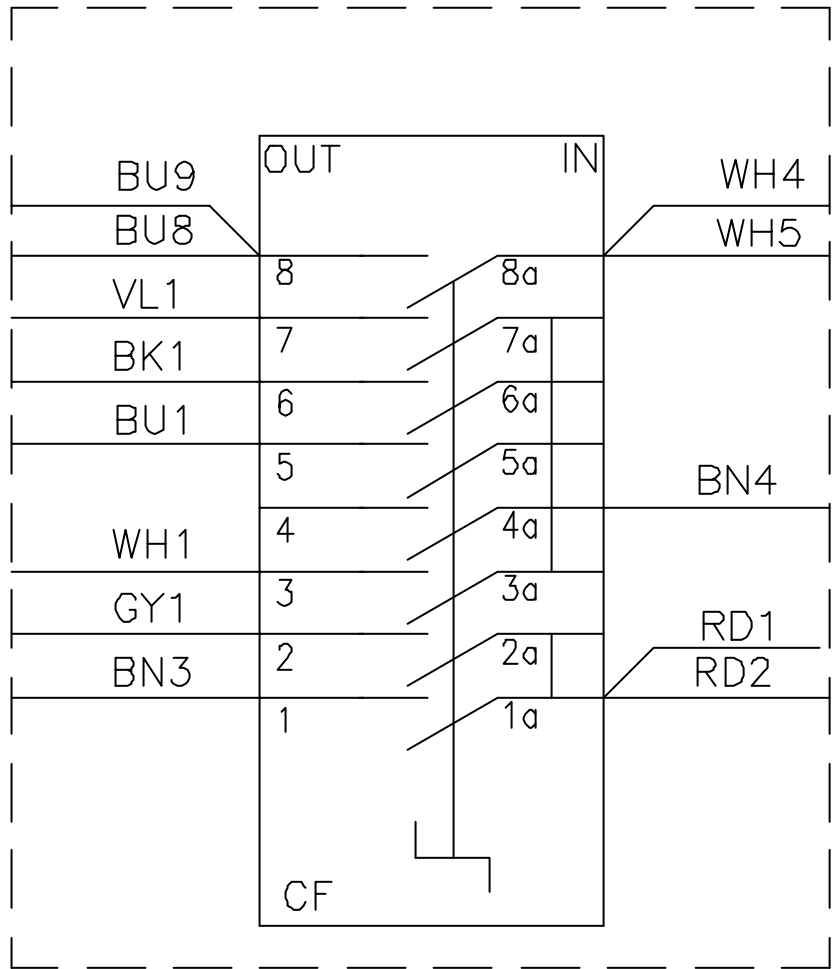 OUT IN
BU9 WH4
BU8 WH5
8 8a
VL1
7 7a
BK1
6 6a
BU1
5 5a
BN4
4 4a
WH1
3 3a
GY1
RD1
2 2a
BN3 RD2
1 1a
CF